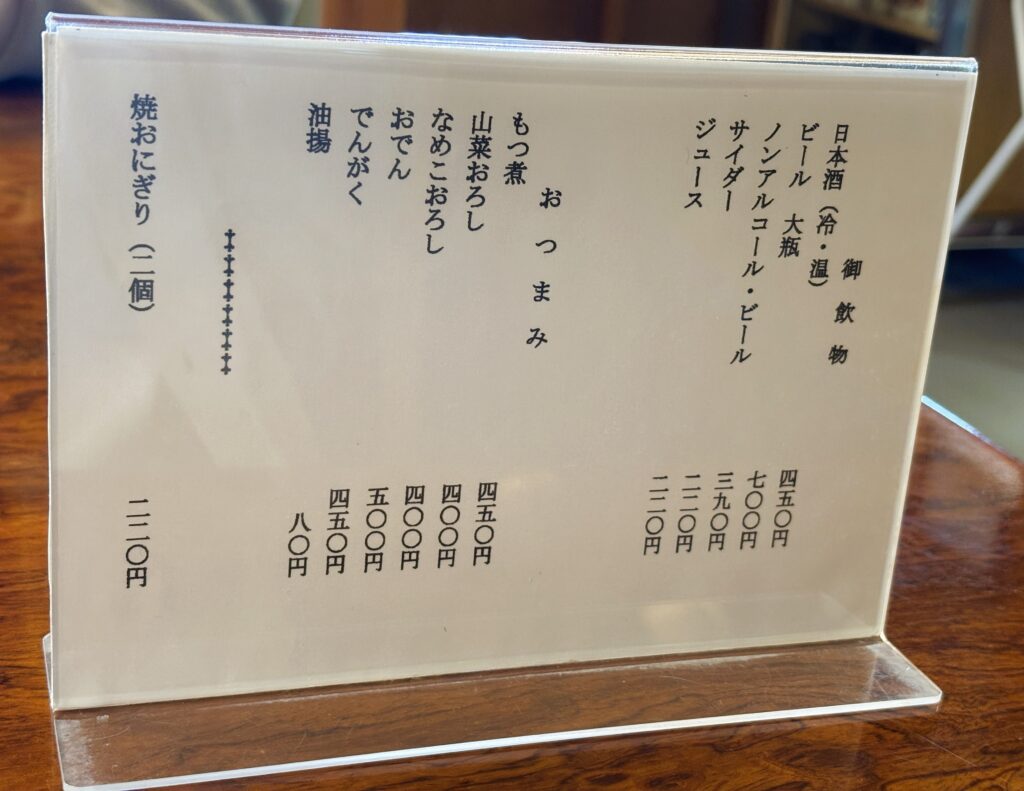 御飲物
日本酒(冷・温) 四五〇円
ビール 大瓶 七〇〇円
ノンアルコール・ビール 三九〇円
サイダー 二二〇円
ジュース 二二〇円
おつまみ
もつ煮 四五〇円
山菜おろし 四〇〇円
なめこおろし 四〇〇円
おでん 五〇〇円
でんがく 四五〇円
油揚 八〇円
焼おにぎり(二個) 二二〇円